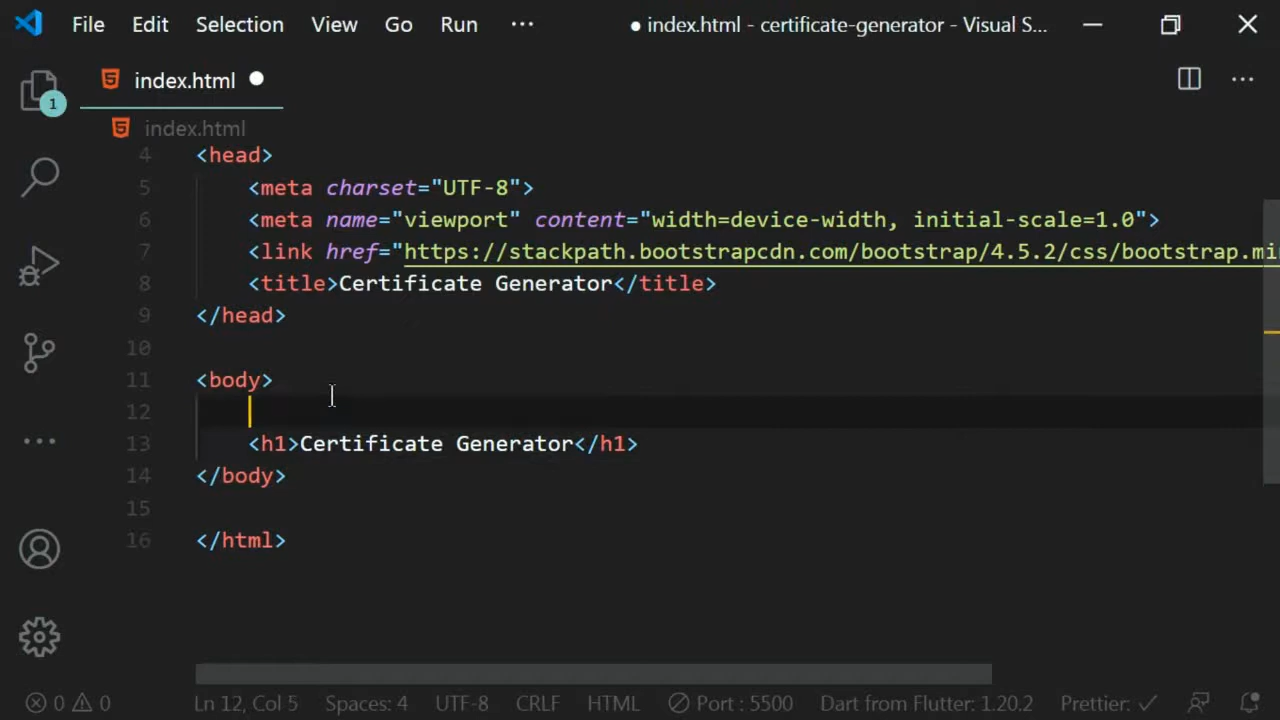 File Edit Selection View Go Run ··· ● index.html - certificate-generator - Visual S...
index.html
1
index.html
4 <head>
5 <meta charset="UTF-8">
6 <meta name="viewport" content="width=device-width, initial-scale=1.0">
7 <link href="https://stackpath.bootstrapcdn.com/bootstrap/4.5.2/css/bootstrap.mi
8 <title>Certificate Generator</title>
9 </head>
10
11 <body>
12
13 <h1>Certificate Generator</h1>
14 </body>
15
16 </html>
0 0 Ln 12, Col 5 Spaces: 4 UTF-8 CRLF HTML Port : 5500 Dart from Flutter: 1.20.2 Prettier: ✓